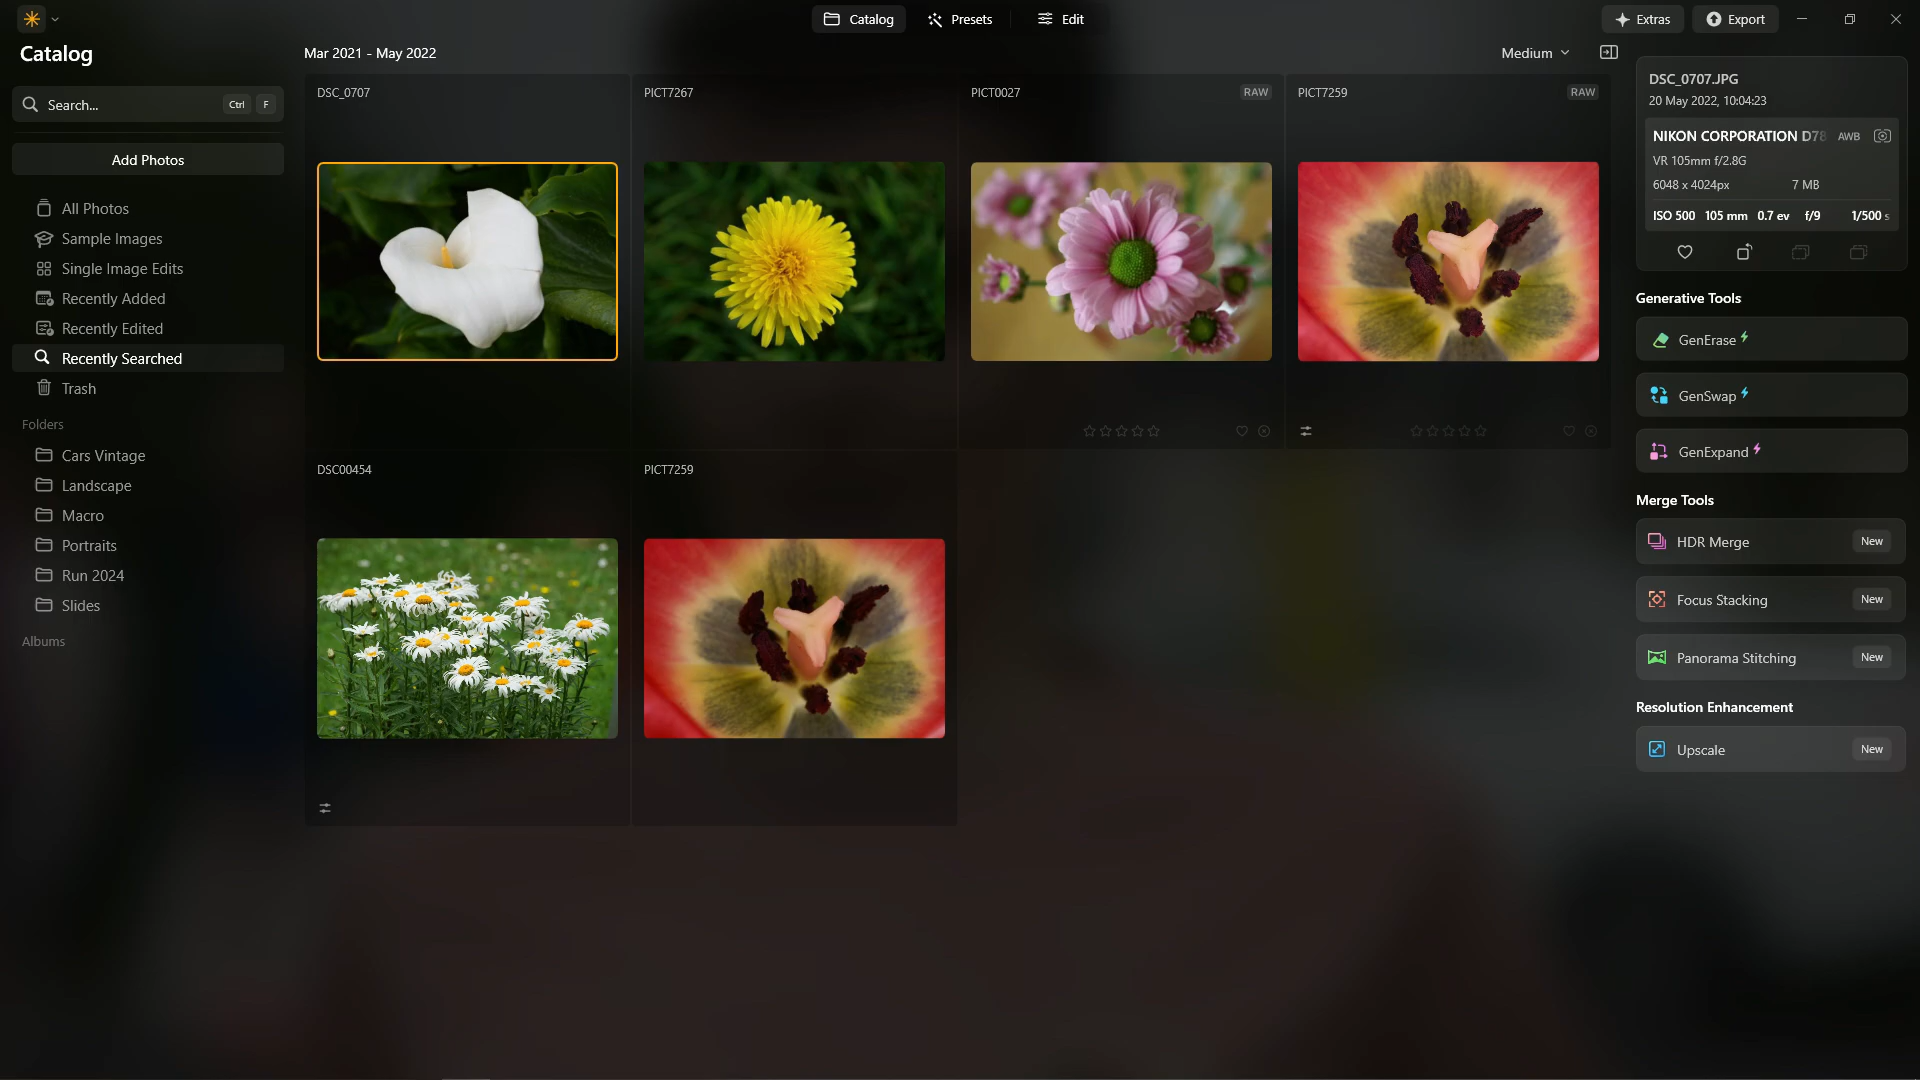 Catalog
Presets
Edit
Extras
Export
Catalog
Mar 2021 - May 2022
Medium
Search...
Ctrl
F
Add Photos
All Photos
Sample Images
Single Image Edits
Recently Added
Recently Edited
Recently Searched
Trash
Folders
Cars Vintage
Landscape
Macro
Portraits
Run 2024
Slides
Albums
DSC_0707
PICT7267
PICT0027
RAW
PICT7259
RAW
DSC00454
PICT7259
DSC_0707.JPG
20 May 2022, 10:04:23
NIKON CORPORATION D78
AWB
VR 105mm f/2.8G
6048 x 4024px
7 MB
ISO 500 105 mm 0.7 ev f/9 1/500 s
Generative Tools
GenErase
GenSwap
GenExpand
Merge Tools
HDR Merge
New
Focus Stacking
New
Panorama Stitching
New
Resolution Enhancement
Upscale
New